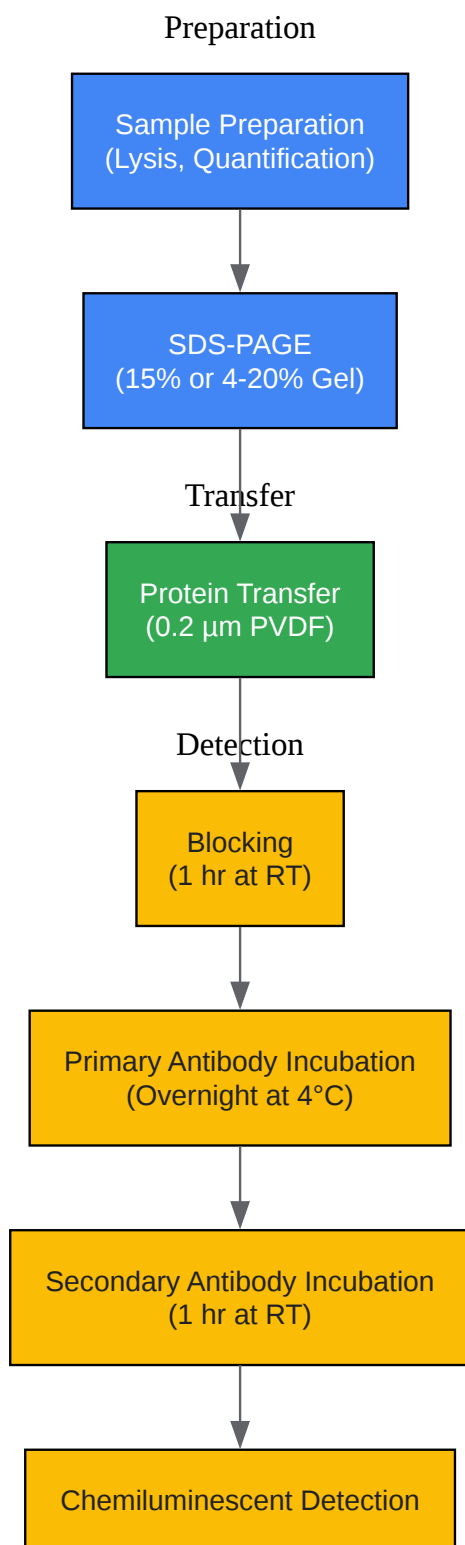 Preparation
Sample Preparation
(Lysis, Quantification)
SDS-PAGE
(15% or 4-20% Gel)
Transfer
Protein Transfer
(0.2 µm PVDF)
Detection
Blocking
(1 hr at RT)
Primary Antibody Incubation
(Overnight at 4°C)
Secondary Antibody Incubation
(1 hr at RT)
Chemiluminescent Detection